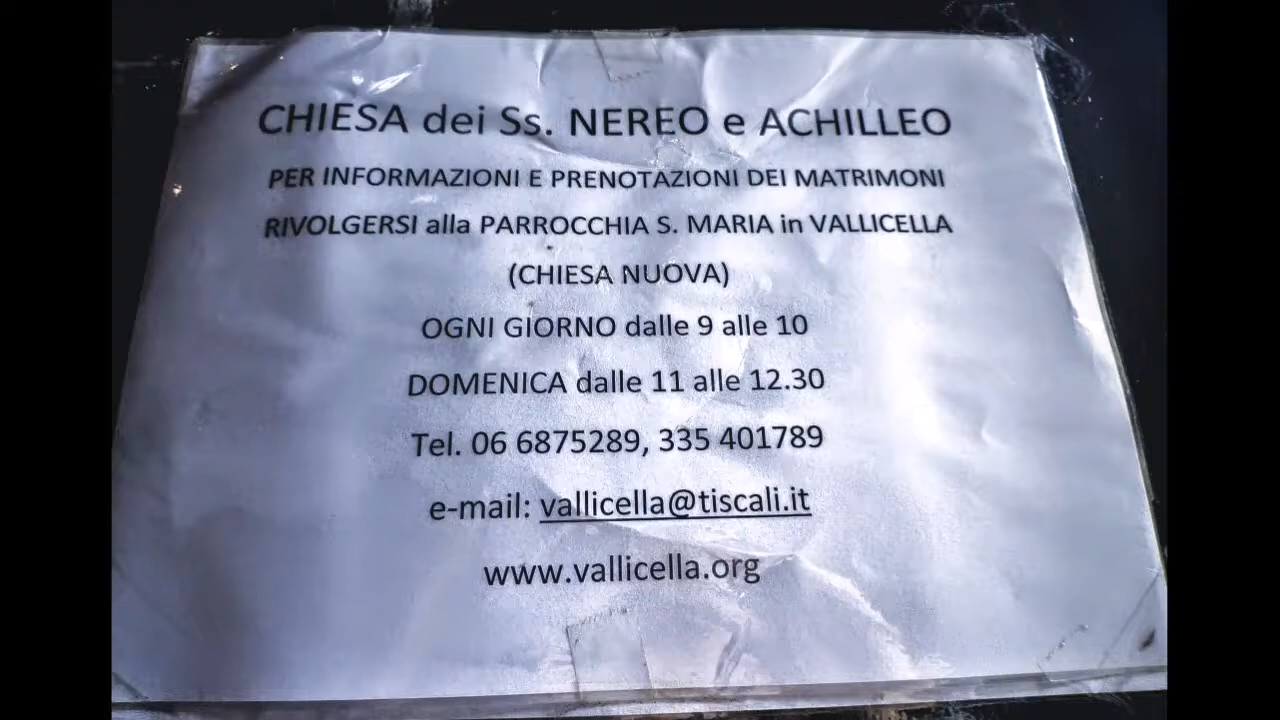 CHIESA dei Ss. NEREO e ACHILLEO
PER INFORMAZIONI E PRENOTAZIONI DEI MATRIMONI
RIVOLGERSI alla PARROCCHIA S. MARIA in VALLICELLA
(CHIESA NUOVA)
OGNI GIORNO dalle 9 alle 10
DOMENICA dalle 11 alle 12.30
Tel. 06 6875289, 335 401789
e-mail: vallicella@tiscali.it
www.vallicella.org